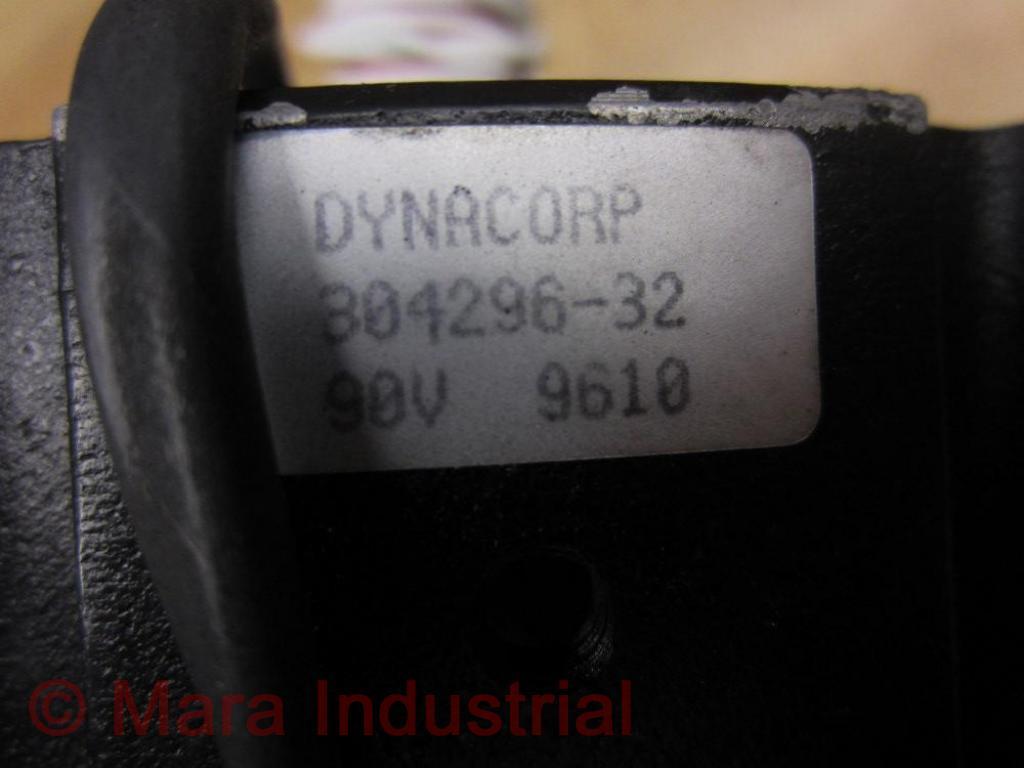 DYNACORP
304296-32
90V 9610
© Mara Industrial